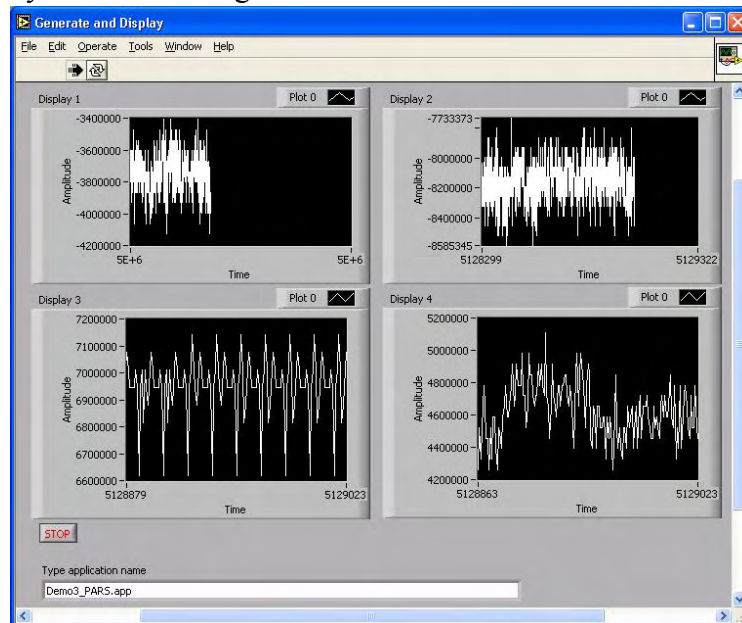 Generate and Display
File Edit Operate Tools Window Help
Display 1 Plot 0
-3400000
-3600000
-3800000
-4000000
-4200000
Amplitude
5E+6 5E+6
Time
Display 2 Plot 0
-7733373
-8000000
-8200000
-8400000
-8585345
Amplitude
5128299 5129322
Time
Display 3 Plot 0
7200000
7100000
7000000
6900000
6800000
6700000
6600000
Amplitude
5128879 5129023
Time
Display 4 Plot 0
5200000
5000000
4800000
4600000
4400000
4200000
Amplitude
5128863 5129023
Time
STOP
Type application name
Demo3_PARS.app